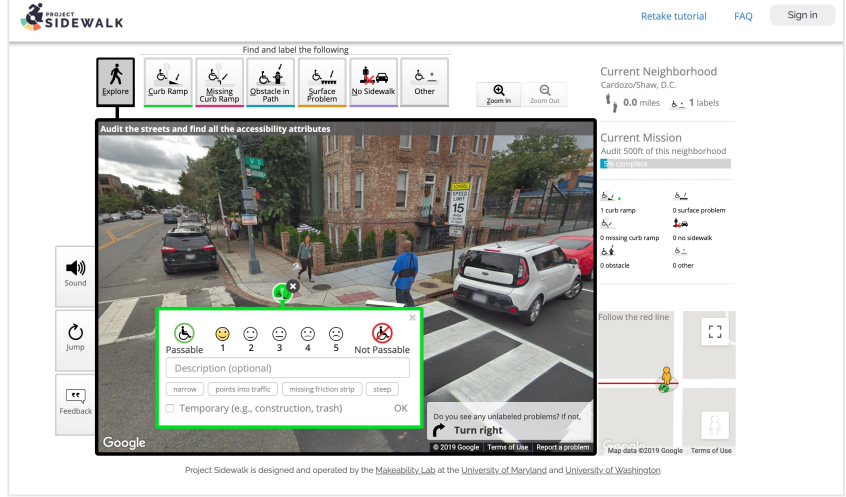 PROJECT
SIDEWALK
Retake tutorial
FAQ
Sign in
Find and label the following
Explore
Curb Ramp
Missing Curb Ramp
Obstacle in Path
Surface Problem
No Sidewalk
Other
Zoom In
Zoom Out
Current Neighborhood
Cardozo/Shaw, D.C.
0.0 miles
1 labels
Audit the streets and find all the accessibility attributes
Current Mission
Audit 500ft of this neighborhood
5% complete
SCHOOL
SPEED
LIMIT
15
1 curb ramp
0 surface problem
0 missing curb ramp
0 no sidewalk
0 obstacle
0 other
Sound
Jump
Feedback
Passable
1
2
3
4
5
Not Passable
Description (optional)
narrow
points into traffic
missing friction strip
steep
Temporary (e.g., construction, trash)
OK
Do you see any unlabeled problems? If not,
Turn right
Google
© 2019 Google
Terms of Use
Report a problem
Follow the red line
Google
Map data ©2019 Google
Terms of Use
Project Sidewalk is designed and operated by the Makeability Lab at the University of Maryland and University of Washington